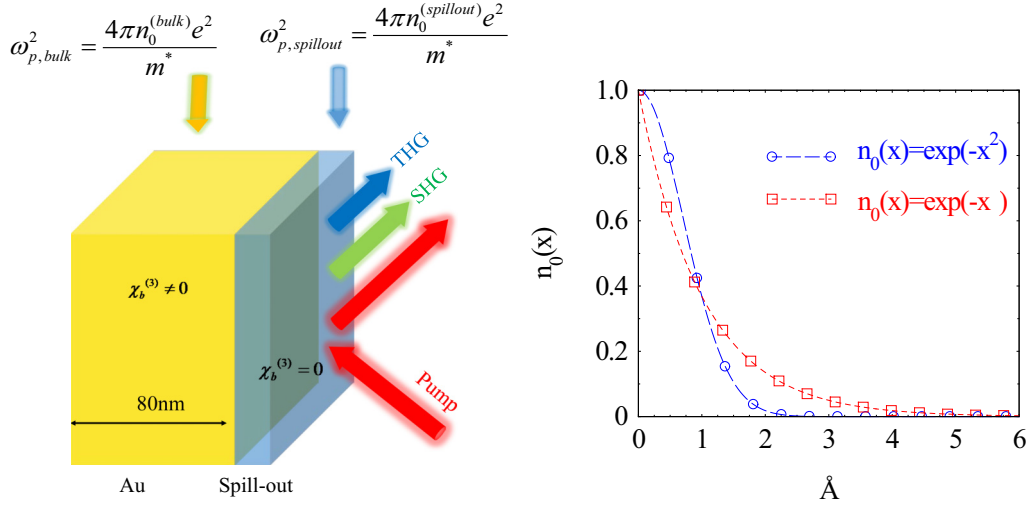 ω²p,bulk = 4πn₀^(bulk)e² / m*
ω²p,spillout = 4πn₀^(spillout)e² / m*
THG
SHG
χb^(3) ≠ 0
χb^(3) = 0
Pump
80nm
Au
Spill-out
1.0
0.8
0.6
0.4
0.2
0
n₀(x)
n₀(x)=exp(-x²)
n₀(x)=exp(-x )
0 1 2 3 4 5 6
Å